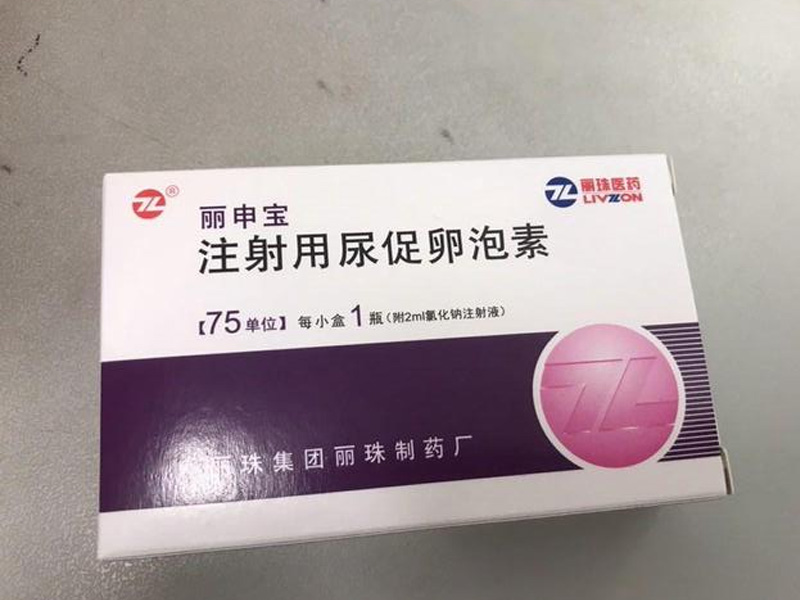 丽珠医药
LIVZON
丽申宝
注射用尿促卵泡素
【75单位】每小盒1瓶(附2ml氯化钠注射液)
丽珠集团丽珠制药厂